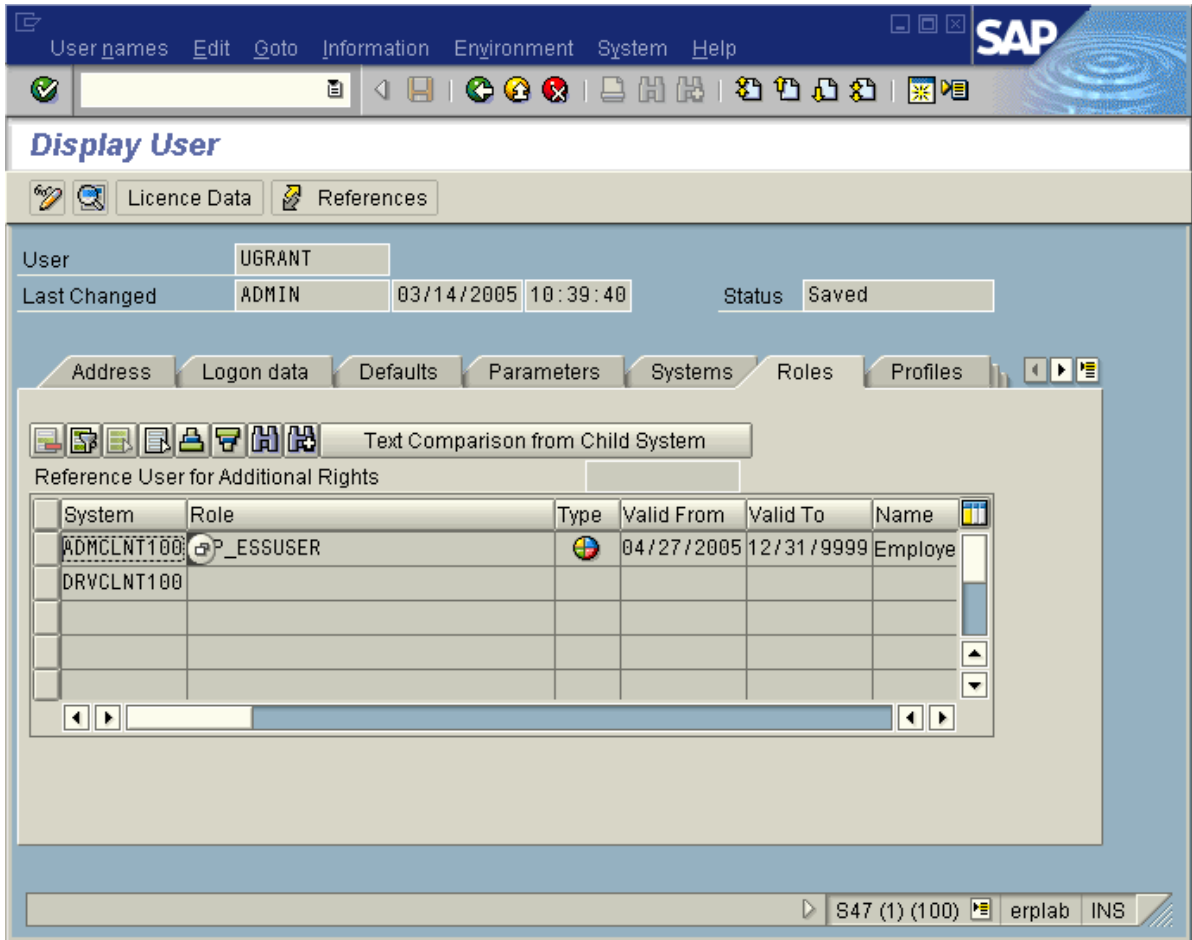 User names Edit Goto Information Environment System Help
SAP
Display User
Licence Data References
User UGRANT
Last Changed ADMIN 03/14/2005 10:39:40 Status Saved
Address Logon data Defaults Parameters Systems Roles Profiles
Text Comparison from Child System
Reference User for Additional Rights
System Role Type Valid From Valid To Name
ADMCLNT100 P_ESSUSER 04/27/2005 12/31/9999 Employe
DRVCLNT100
S47 (1) (100) erplab INS